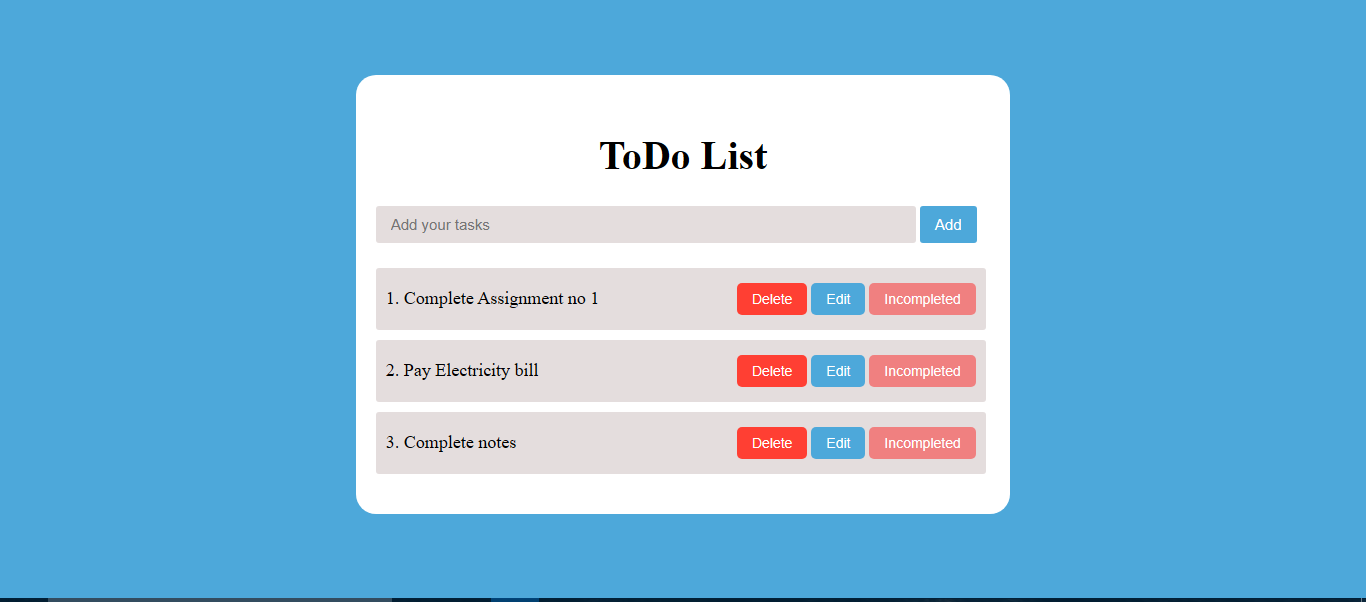 ToDo List
Add your tasks Add
1. Complete Assignment no 1 Delete Edit Incompleted
2. Pay Electricity bill Delete Edit Incompleted
3. Complete notes Delete Edit Incompleted